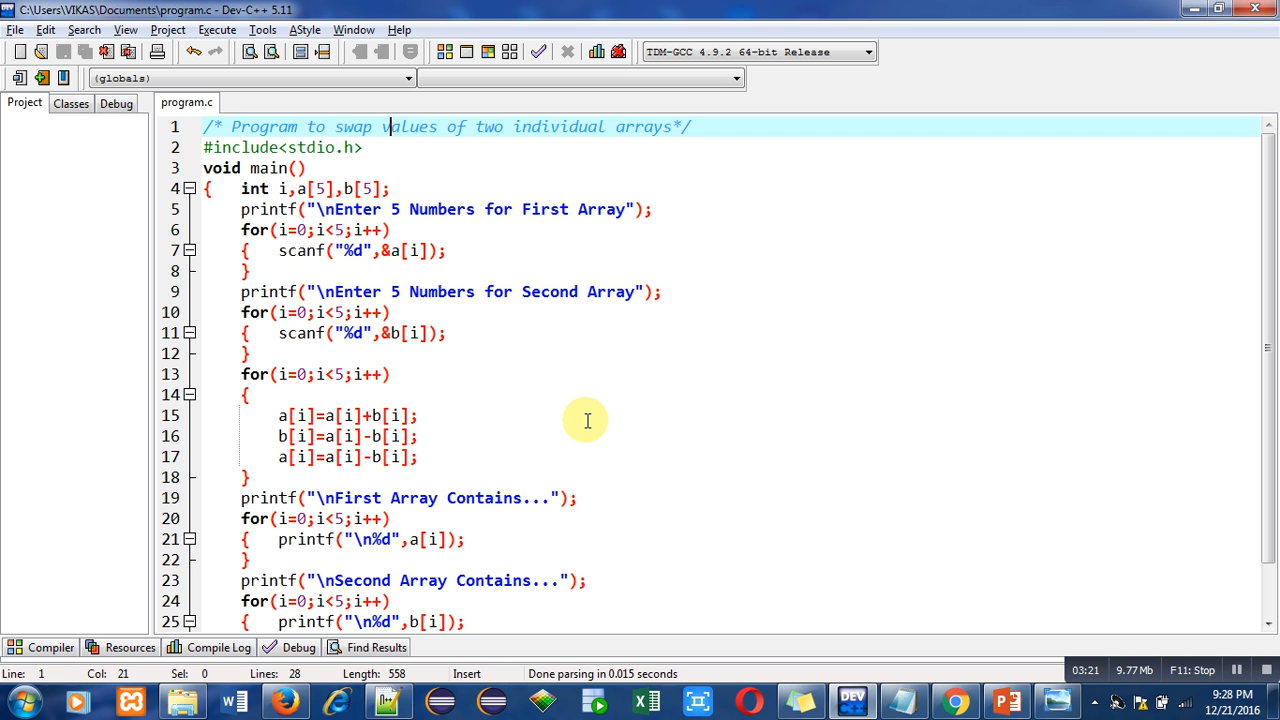 C:\Users\VIKAS\Documents\program.c - Dev-C++ 5.11
File Edit Search View Project Execute Tools AStyle Window Help
TDM-GCC 4.9.2 64-bit Release
(globals)
Project Classes Debug program.c
1 /* Program to swap values of two individual arrays*/
2 #include<stdio.h>
3 void main()
4 { int i,a[5],b[5];
5 printf("\nEnter 5 Numbers for First Array");
6 for(i=0;i<5;i++)
7 { scanf("%d",&a[i]);
8 }
9 printf("\nEnter 5 Numbers for Second Array");
10 for(i=0;i<5;i++)
11 { scanf("%d",&b[i]);
12 }
13 for(i=0;i<5;i++)
14 {
15 a[i]=a[i]+b[i];
16 b[i]=a[i]-b[i];
17 a[i]=a[i]-b[i];
18 }
19 printf("\nFirst Array Contains...");
20 for(i=0;i<5;i++)
21 { printf("\n%d",a[i]);
22 }
23 printf("\nSecond Array Contains...");
24 for(i=0;i<5;i++)
25 { printf("\n%d",b[i]);
Compiler Resources Compile Log Debug Find Results
Line: 1 Col: 21 Sel: 0 Lines: 28 Length: 558 Insert Done parsing in 0.015 seconds
03:21 9.77 Mb F11: Stop
DEV
9:28 PM
12/21/2016